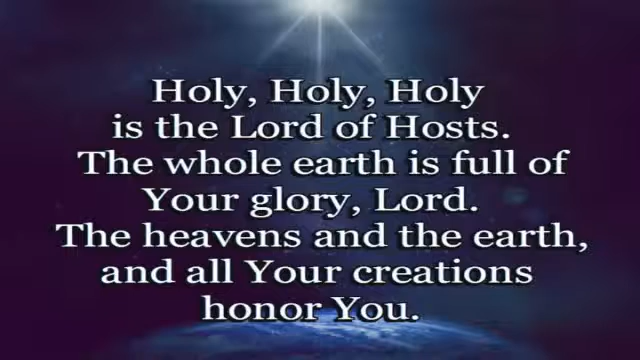 Holy, Holy, Holy
is the Lord of Hosts.
The whole earth is full of
Your glory, Lord.
The heavens and the earth,
and all Your creations
honor You.